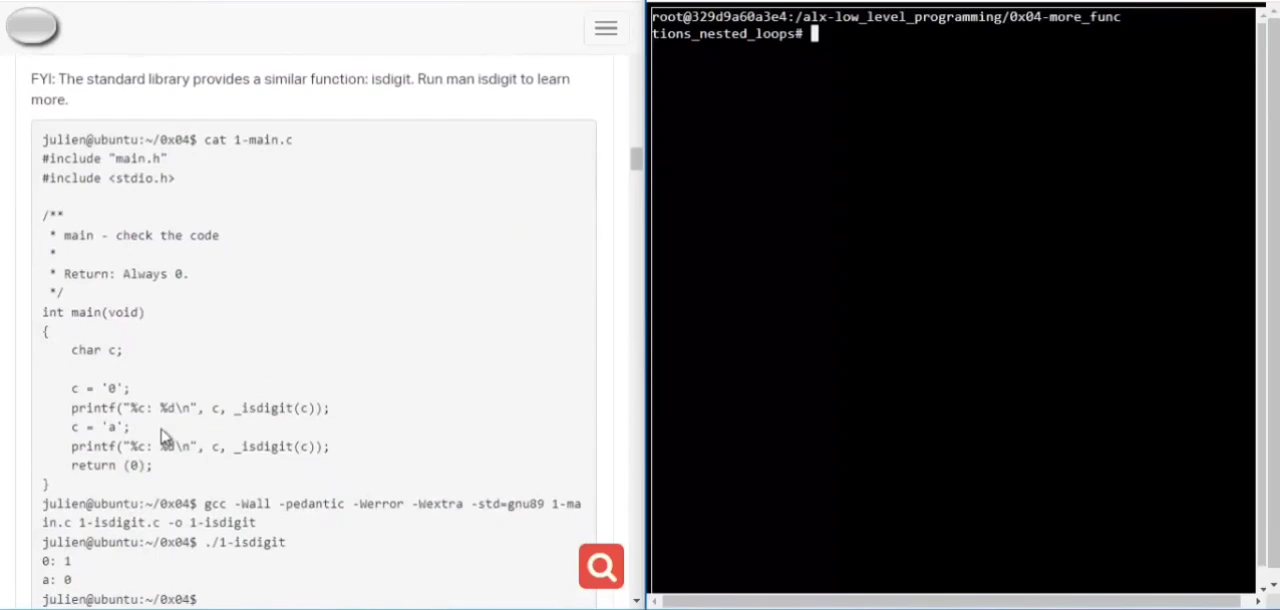 FYI: The standard library provides a similar function: isdigit. Run man isdigit to learn
more.
julien@ubuntu:~/0x04$ cat 1-main.c
#include "main.h"
#include <stdio.h>
/**
 * main - check the code
 *
 * Return: Always 0.
 */
int main(void)
{
    char c;
    c = '0';
    printf("%c: %d\n", c, _isdigit(c));
    c = 'a';
    printf("%c: %d\n", c, _isdigit(c));
    return (0);
}
julien@ubuntu:~/0x04$ gcc -Wall -pedantic -Werror -Wextra -std=gnu89 1-ma
in.c 1-isdigit.c -o 1-isdigit
julien@ubuntu:~/0x04$ ./1-isdigit
0: 1
a: 0
julien@ubuntu:~/0x04$
root@329d9a60a3e4:/alx-low_level_programming/0x04-more_func
tions_nested_loops#